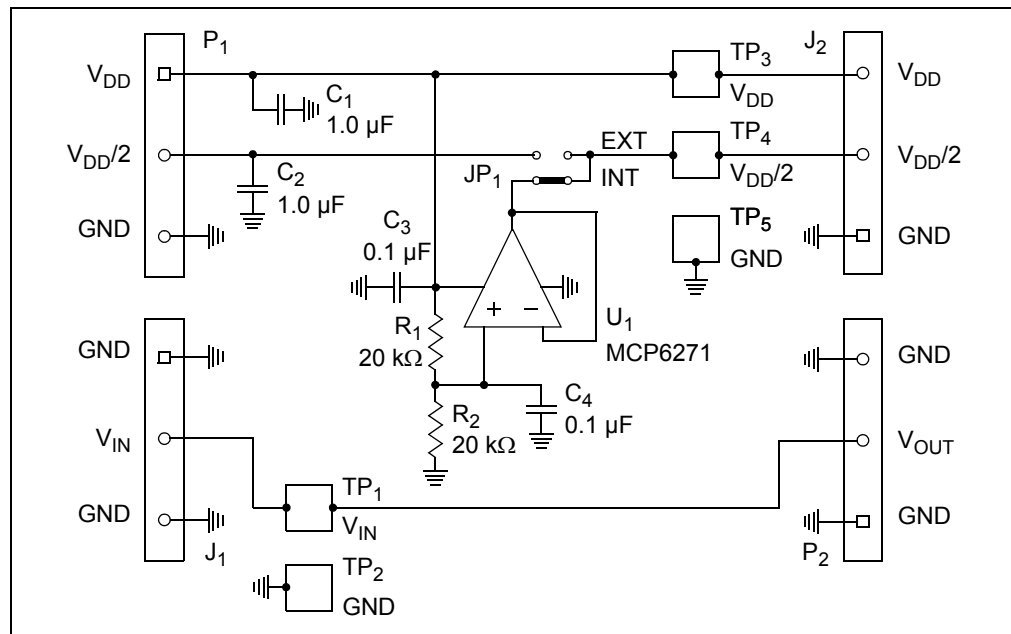 P1
VDD
C1
1.0 µF
VDD/2
C2
1.0 µF
GND
TP3
VDD
J2
VDD
EXT
JP1
INT
TP4
VDD/2
VDD/2
TP5
GND
GND
C3
0.1 µF
+ −
U1
MCP6271
R1
20 kΩ
R2
20 kΩ
C4
0.1 µF
GND
VIN
GND
J1
TP1
VIN
TP2
GND
GND
VOUT
GND
P2